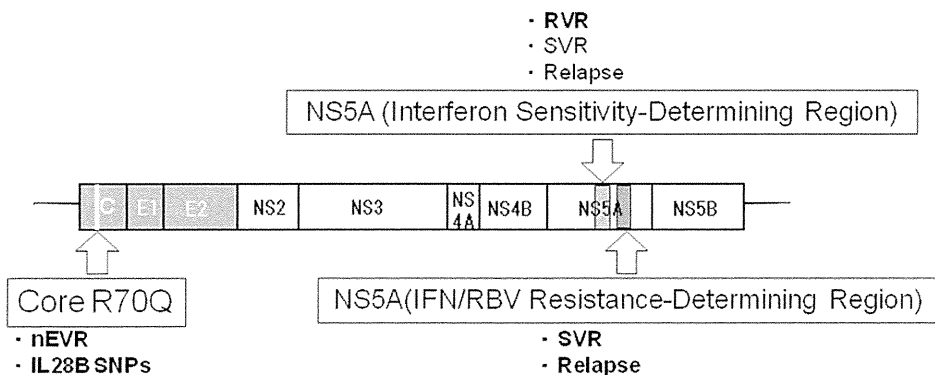 · RVR
· SVR
· Relapse
NS5A (Interferon Sensitivity-Determining Region)
C E1 E2 NS2 NS3 NS 4A NS4B NS5A NS5B
Core R70Q
· nEVR
· IL28B SNPs
NS5A(IFN/RBV Resistance-Determining Region)
· SVR
· Relapse